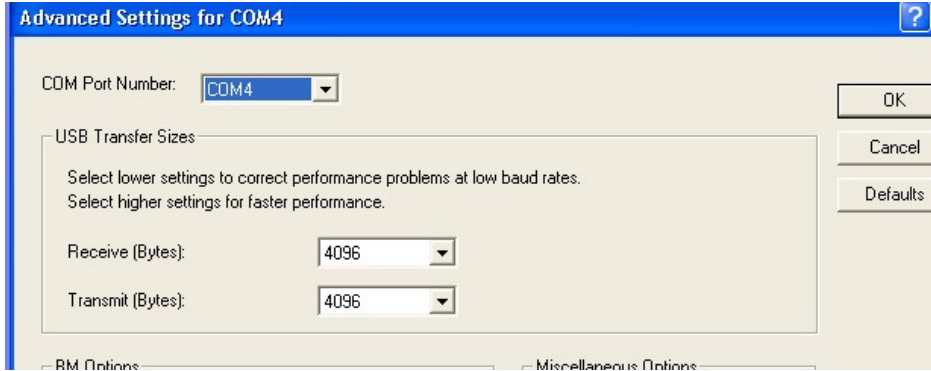 Advanced Settings for COM4
?
COM Port Number:
COM4
OK
USB Transfer Sizes
Cancel
Select lower settings to correct performance problems at low baud rates.
Defaults
Select higher settings for faster performance.
Receive (Bytes):
4096
Transmit (Bytes):
4096
BM Options
Miscellaneous Options